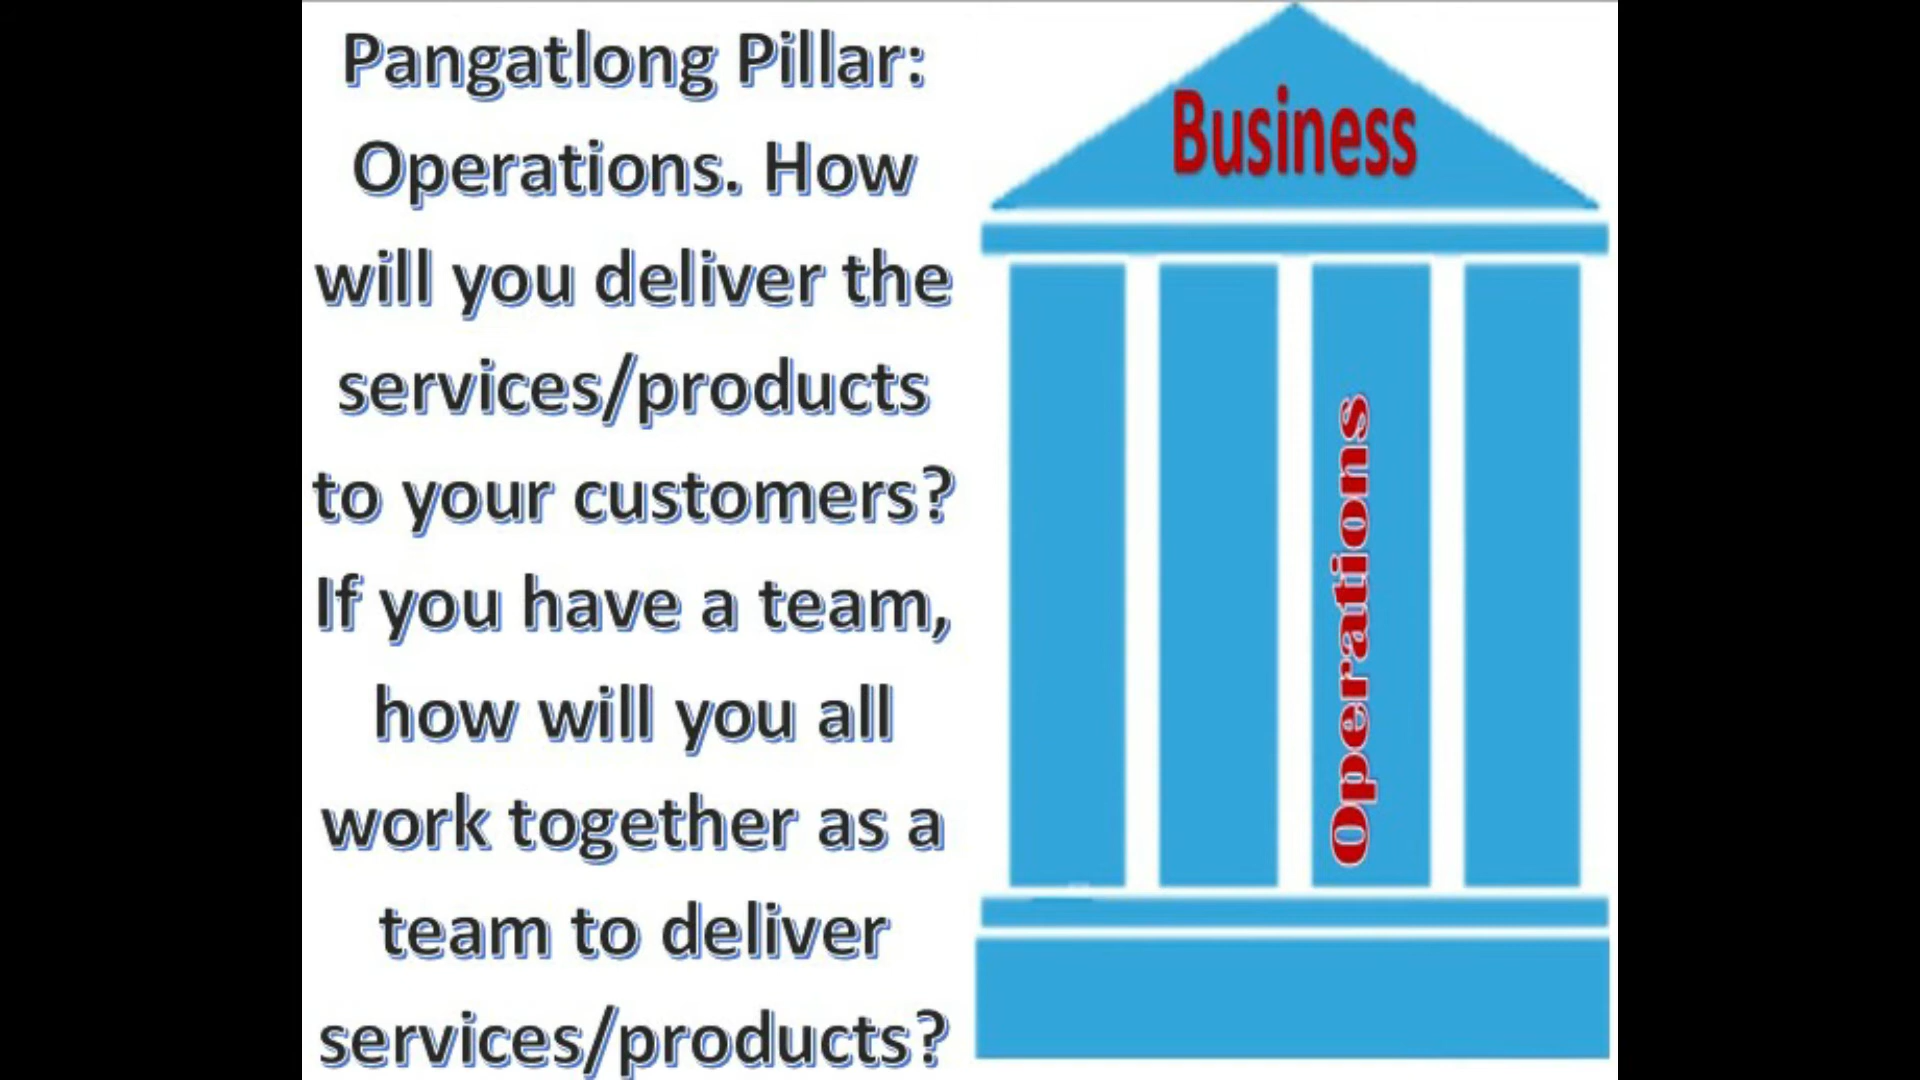 Pangatlong Pillar:
Operations. How
will you deliver the
services/products
to your customers?
If you have a team,
how will you all
work together as a
team to deliver
services/products?
Business
Operations